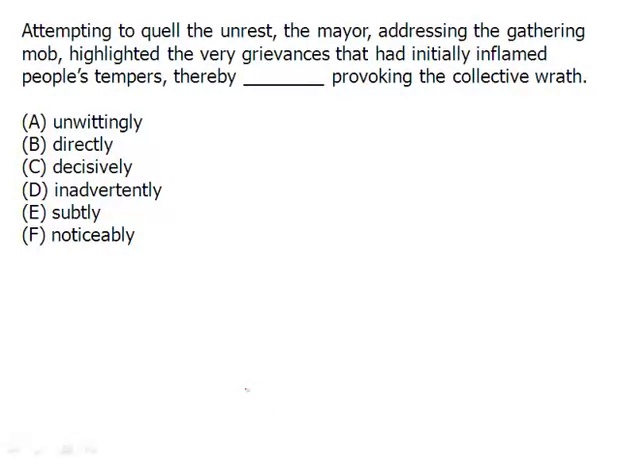 Attempting to quell the unrest, the mayor, addressing the gathering
mob, highlighted the very grievances that had initially inflamed
people's tempers, thereby ________ provoking the collective wrath.
(A) unwittingly
(B) directly
(C) decisively
(D) inadvertently
(E) subtly
(F) noticeably